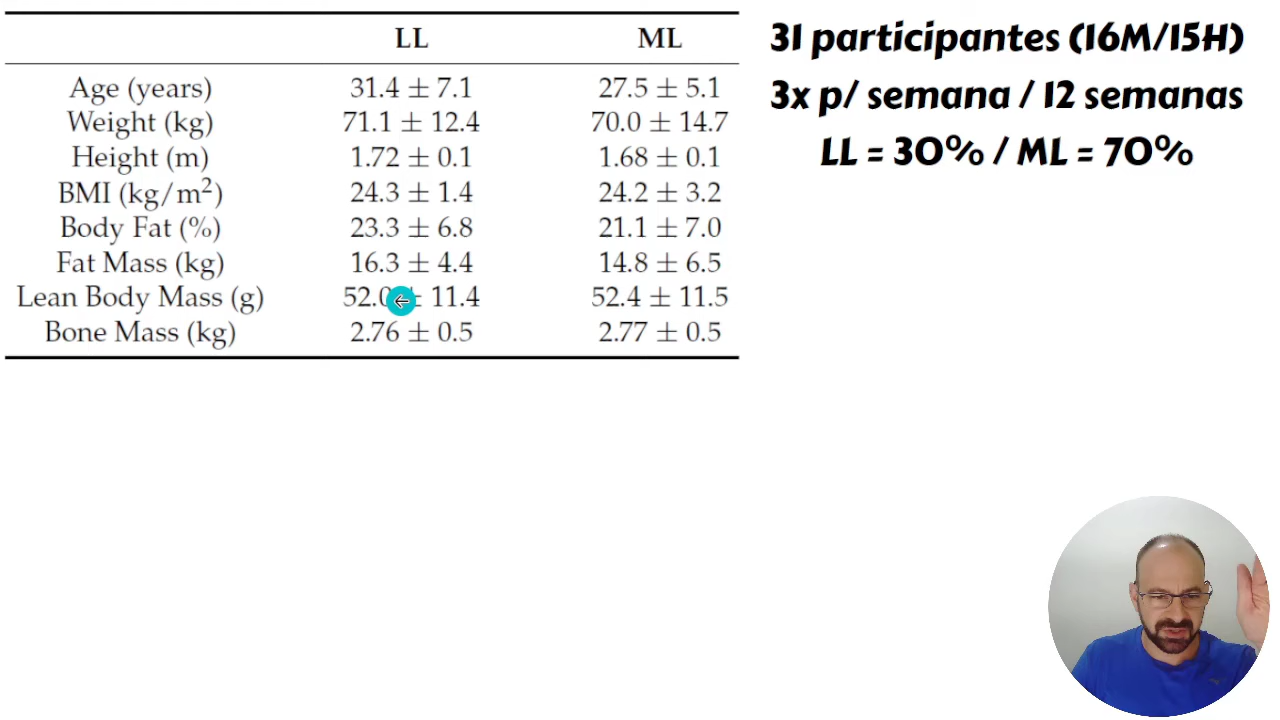 LL ML
Age (years) 31.4 ± 7.1 27.5 ± 5.1
Weight (kg) 71.1 ± 12.4 70.0 ± 14.7
Height (m) 1.72 ± 0.1 1.68 ± 0.1
BMI (kg/m²) 24.3 ± 1.4 24.2 ± 3.2
Body Fat (%) 23.3 ± 6.8 21.1 ± 7.0
Fat Mass (kg) 16.3 ± 4.4 14.8 ± 6.5
Lean Body Mass (g) 52.0 ± 11.4 52.4 ± 11.5
Bone Mass (kg) 2.76 ± 0.5 2.77 ± 0.5
31 participantes (16M/15H)
3x p/ semana / 12 semanas
LL = 30% / ML = 70%